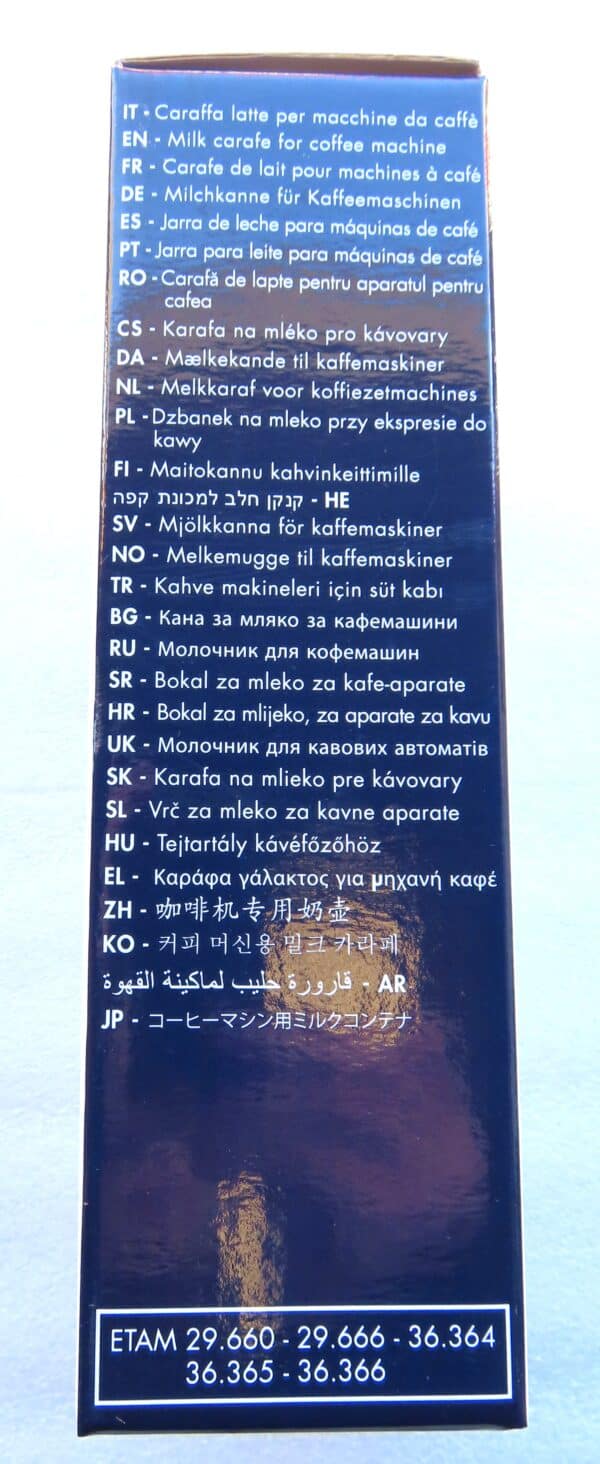 IT - Caraffa latte per macchine da caffè
EN - Milk carafe for coffee machine
FR - Carafe de lait pour machines à café
DE - Milchkanne für Kaffeemaschinen
ES - Jarra de leche para máquinas de café
PT - Jarra para leite para máquinas de café
RO - Carafă de lapte pentru aparatul pentru
cafea
CS - Karafa na mléko pro kávovary
DA - Mælkekande til kaffemaskiner
NL - Melkkaraf voor koffiezetmachines
PL - Dzbanek na mleko przy ekspresie do
kawy
FI - Maitokannu kahvinkeittimille
HE - קנקן חלב למכונת קפה
SV - Mjölkkanna för kaffemaskiner
NO - Melkemugge til kaffemaskiner
TR - Kahve makineleri için süt kabı
BG - Кана за мляко за кафемашини
RU - Молочник для кофемашин
SR - Bokal za mleko za kafe-aparate
HR - Bokal za mlijeko, za aparate za kavu
UK - Молочник для кавових автоматів
SK - Karafa na mlieko pre kávovary
SL - Vrč za mleko za kavne aparate
HU - Tejtartály kávéfőzőhöz
EL - Καράφα γάλακτος για μηχανή καφέ
ZH - 咖啡机专用奶壶
KO - 커피 머신용 밀크 카라페
AR - قارورة حليب لماكينة القهوة
JP - コーヒーマシン用ミルクコンテナ
ETAM 29.660 - 29.666 - 36.364
36.365 - 36.366